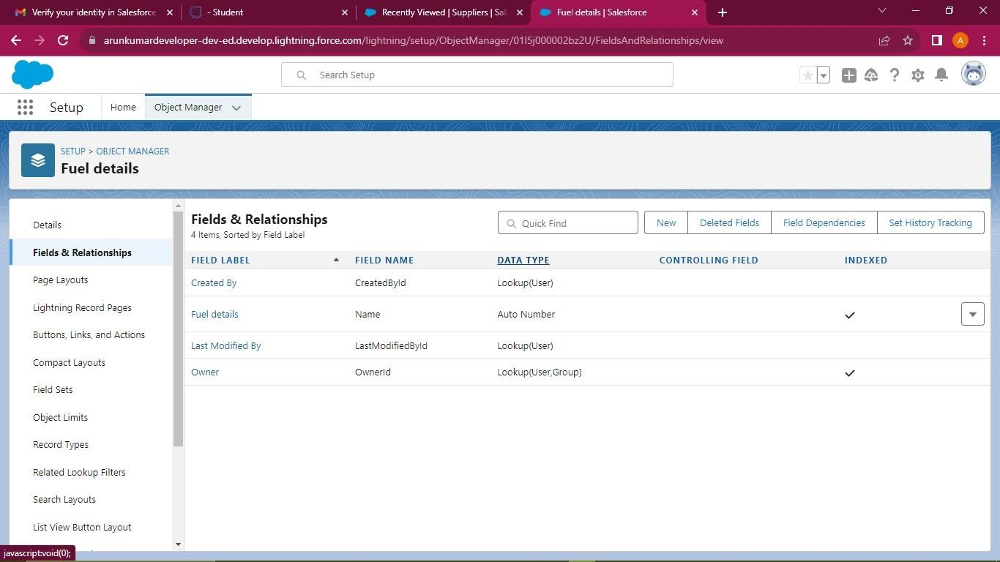 Verify your identity in Salesforce
- Student
Recently Viewed | Suppliers | Sal
Fuel details | Salesforce
arunkumardeveloper-dev-ed.develop.lightning.force.com/lightning/setup/ObjectManager/01I5j000002bz2U/FieldsAndRelationships/view
A
Search Setup
Setup
Home
Object Manager
SETUP > OBJECT MANAGER
Fuel details
Details
Fields & Relationships
Page Layouts
Lightning Record Pages
Buttons, Links, and Actions
Compact Layouts
Field Sets
Object Limits
Record Types
Related Lookup Filters
Search Layouts
List View Button Layout
Fields & Relationships
4 Items, Sorted by Field Label
Quick Find
New
Deleted Fields
Field Dependencies
Set History Tracking
FIELD LABEL FIELD NAME DATA TYPE CONTROLLING FIELD INDEXED
Created By CreatedById Lookup(User)
Fuel details Name Auto Number
Last Modified By LastModifiedById Lookup(User)
Owner OwnerId Lookup(User,Group)
javascript:void(0);